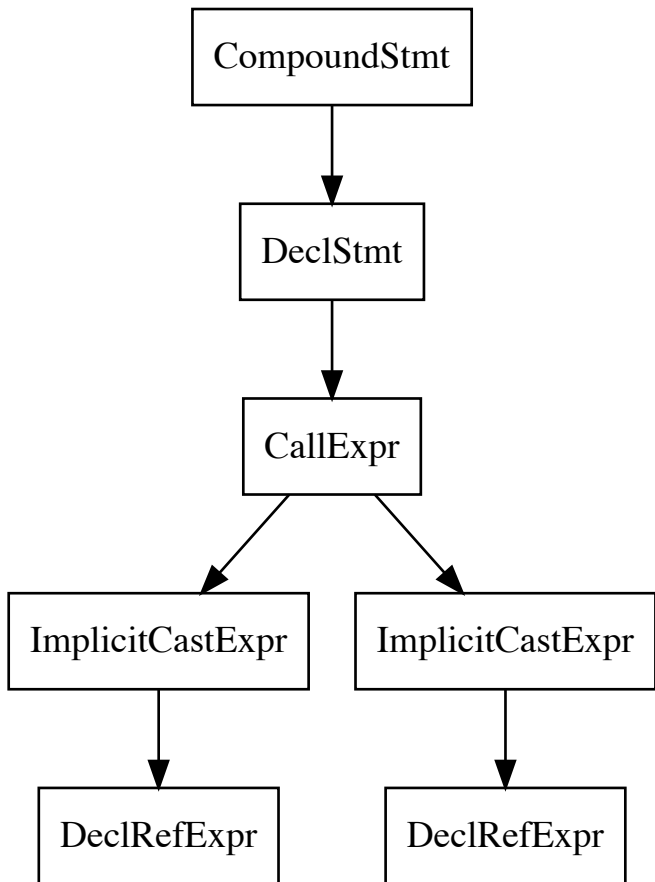 CompoundStmt
DeclStmt
CallExpr
ImplicitCastExpr
ImplicitCastExpr
DeclRefExpr
DeclRefExpr